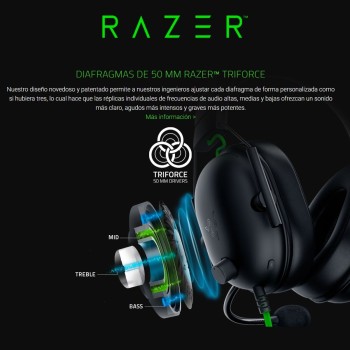 RAZER™
DIAFRAGMAS DE 50 MM RAZER™ TRIFORCE
Nuestro diseño novedoso y patentado permite a nuestros ingenieros ajustar cada diafragma de forma personalizada como
si hubiera tres, lo cual hace que las réplicas individuales de frecuencias de audio altas, medias y bajas ofrezcan un sonido
más claro, agudos más intensos y graves más potentes.
Más información >
TRIFORCE
50 MM DRIVERS
MID
TREBLE
BASS